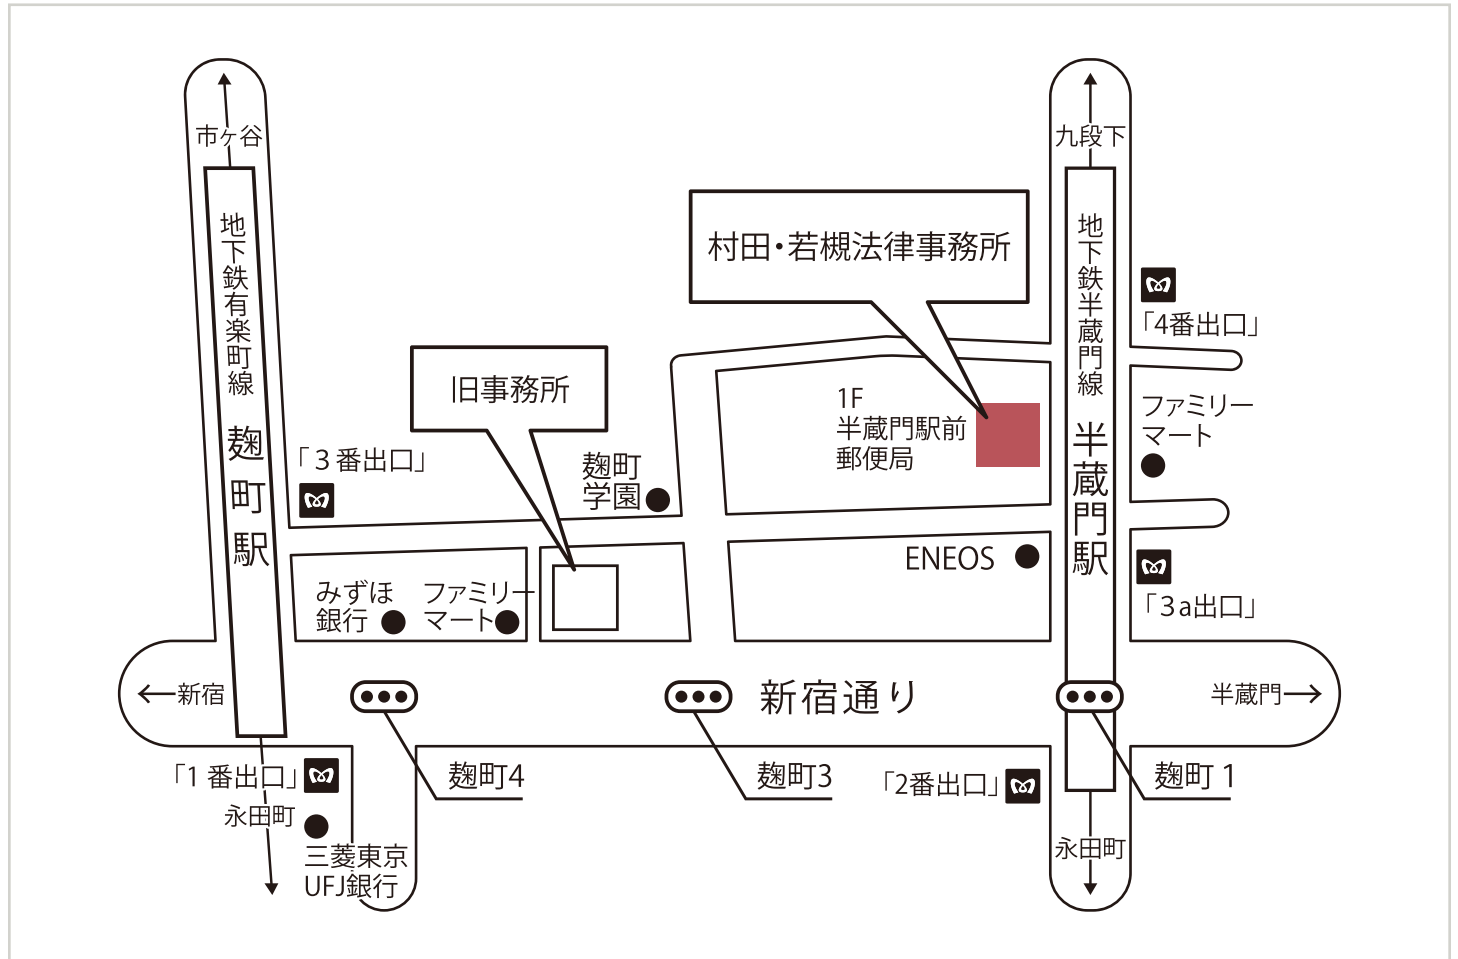 市ヶ谷
九段下
地下鉄有楽町線 麹町駅
地下鉄半蔵門線 半蔵門駅
村田・若槻法律事務所
「4番出口」
旧事務所
1F
半蔵門駅前
郵便局
ファミリー
マート
「3番出口」
麹町
学園
ENEOS
「3a出口」
みずほ
銀行
ファミリー
マート
新宿
新宿通り
半蔵門
「1番出口」
麹町4
麹町3
「2番出口」
麹町1
永田町
永田町
三菱東京
UFJ銀行